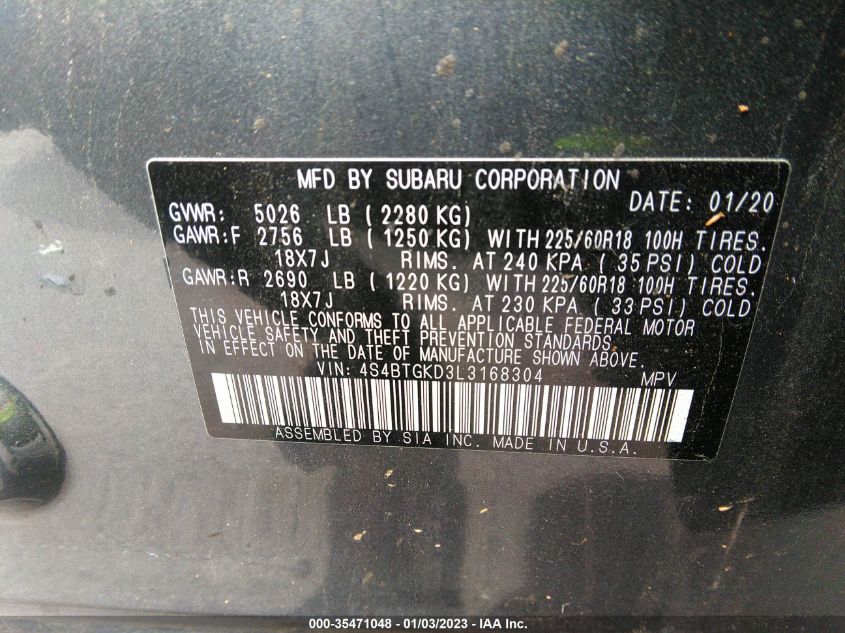 MFD BY SUBARU CORPORATION
DATE: 01/20
GVWR: 5026 LB ( 2280 KG)
GAWR:F 2756 LB ( 1250 KG) WITH 225/60R18 100H TIRES.
18X7J RIMS. AT 240 KPA ( 35 PSI) COLD
GAWR:R 2690 LB ( 1220 KG) WITH 225/60R18 100H TIRES.
18X7J RIMS. AT 230 KPA ( 33 PSI) COLD
THIS VEHICLE CONFORMS TO ALL APPLICABLE FEDERAL MOTOR
VEHICLE SAFETY AND THEFT PREVENTION STANDARDS
IN EFFECT ON THE DATE OF MANUFACTURE SHOWN ABOVE.
VIN: 4S4BTGKD3L3168304 MPV
ASSEMBLED BY SIA INC. MADE IN U.S.A.
000-35471048 - 01/03/2023 - IAA Inc.